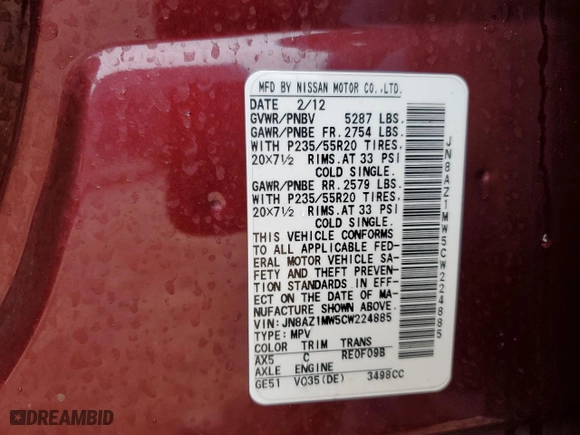 MFD BY NISSAN MOTOR CO.,LTD.
DATE 2/12
GVWR/PNBV 5287 LBS.
GAWR/PNBE FR. 2754 LBS.
WITH P235/55R20 TIRES.
20×7½ RIMS.AT 33 PSI
COLD SINGLE.
GAWR/PNBE RR. 2579 LBS.
WITH P235/55R20 TIRES.
20×7½ RIMS.AT 33 PSI
COLD SINGLE.
THIS VEHICLE CONFORMS
TO ALL APPLICABLE FED-
ERAL MOTOR VEHICLE SA-
FETY AND THEFT PREVEN-
TION STANDARDS IN EFF-
ECT ON THE DATE OF MA-
NUFACTURE SHOWN ABOVE.
VIN: JN8AZ1MW5CW224885
TYPE: MPV
COLOR TRIM TRANS
AX5 C RE0F09B
AXLE ENGINE
GE51 VQ35(DE) 3498CC
JN8AZ1MW5CW224885
DREAMBID